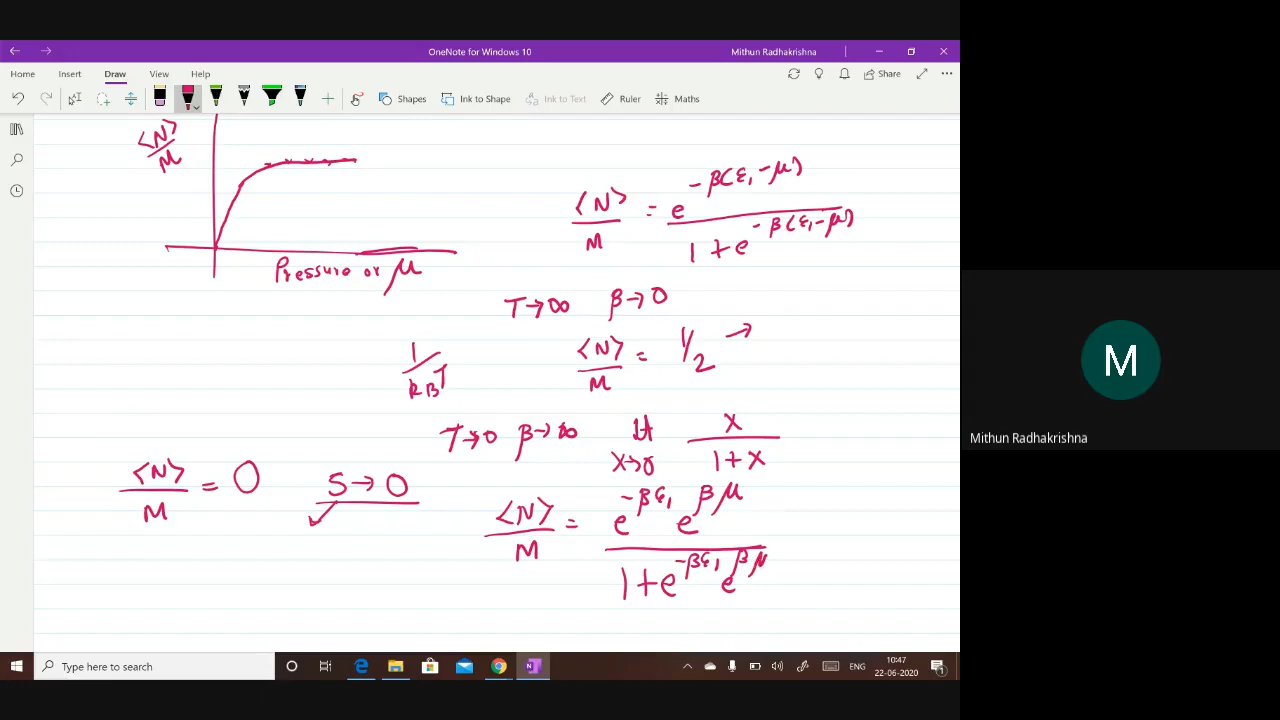 OneNote for Windows 10
Mithun Radhakrishna
Home Insert Draw View Help
Share
Shapes Ink to Shape Ink to Text Ruler Maths
<N>/M
Pressure or μ
<N>/M = e^{-β(ε₁-μ)} / 1+e^{-β(ε₁-μ)}
T→∞ β→0
1/kBT
<N>/M = 1/2 →
T→0 β→∞ lt x→0 x/1+x
<N>/M = 0 S→0
<N>/M = e^{-βε₁} e^{βμ} / 1+e^{-βε₁} e^{βμ}
M
Mithun Radhakrishna
Type here to search
ENG
10:47
22-06-2020
1